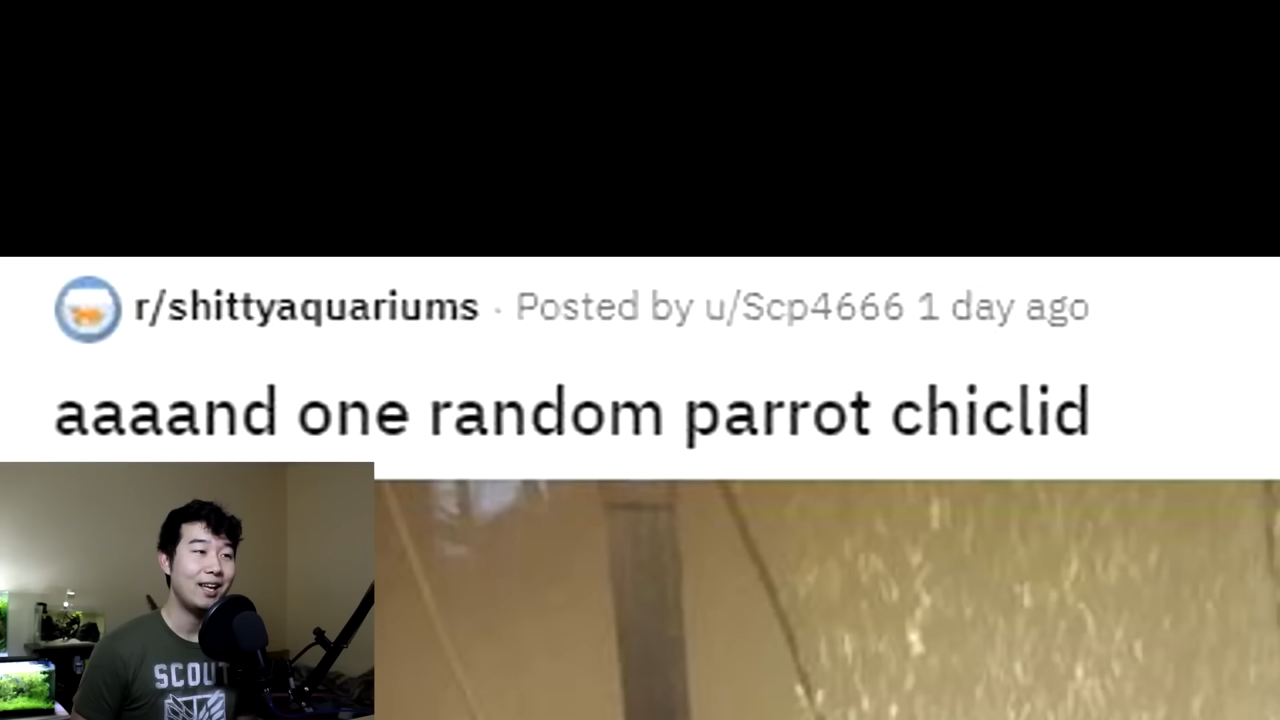 r/shittyaquariums · Posted by u/Scp4666 1 day ago
aaaand one random parrot chiclid
SCOUT